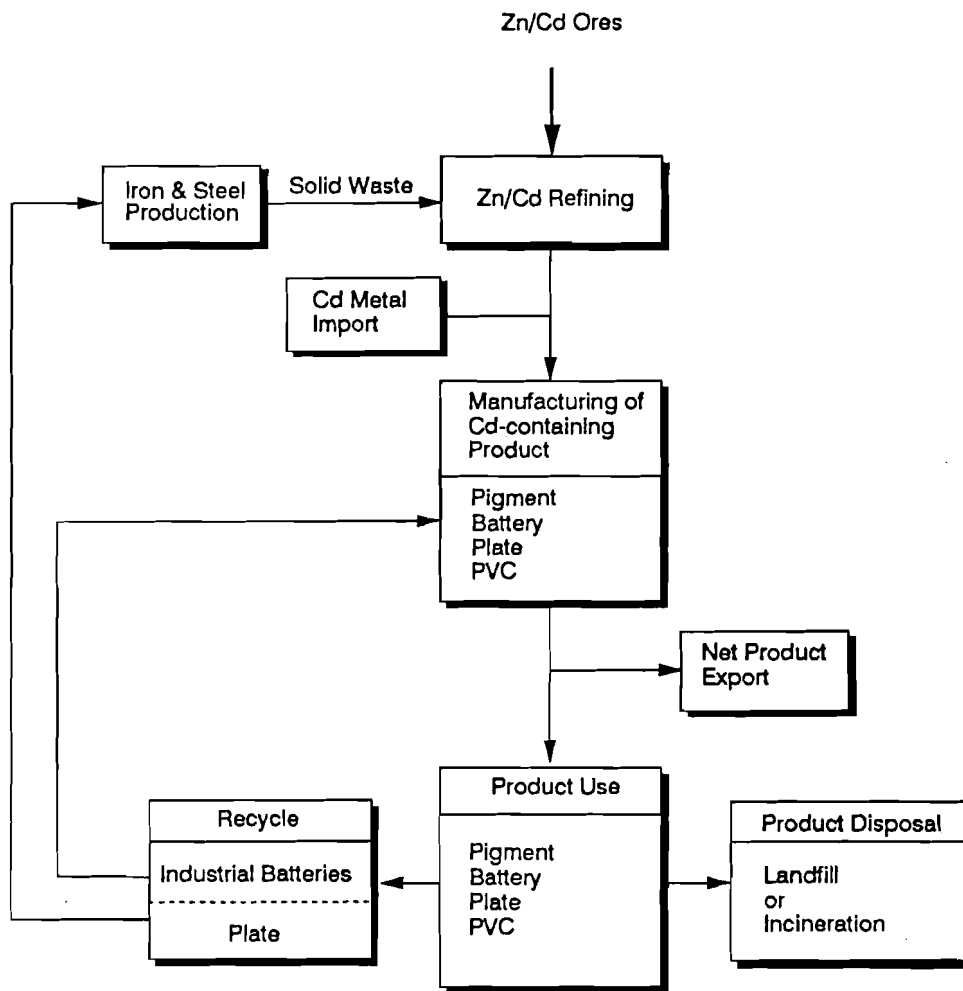 Zn/Cd Ores
Iron & Steel
Production
Solid Waste
Zn/Cd Refining
Cd Metal
Import
Manufacturing of
Cd-containing
Product
Pigment
Battery
Plate
PVC
Net Product
Export
Product Use
Pigment
Battery
Plate
PVC
Recycle
Industrial Batteries
Plate
Product Disposal
Landfill
or
Incineration